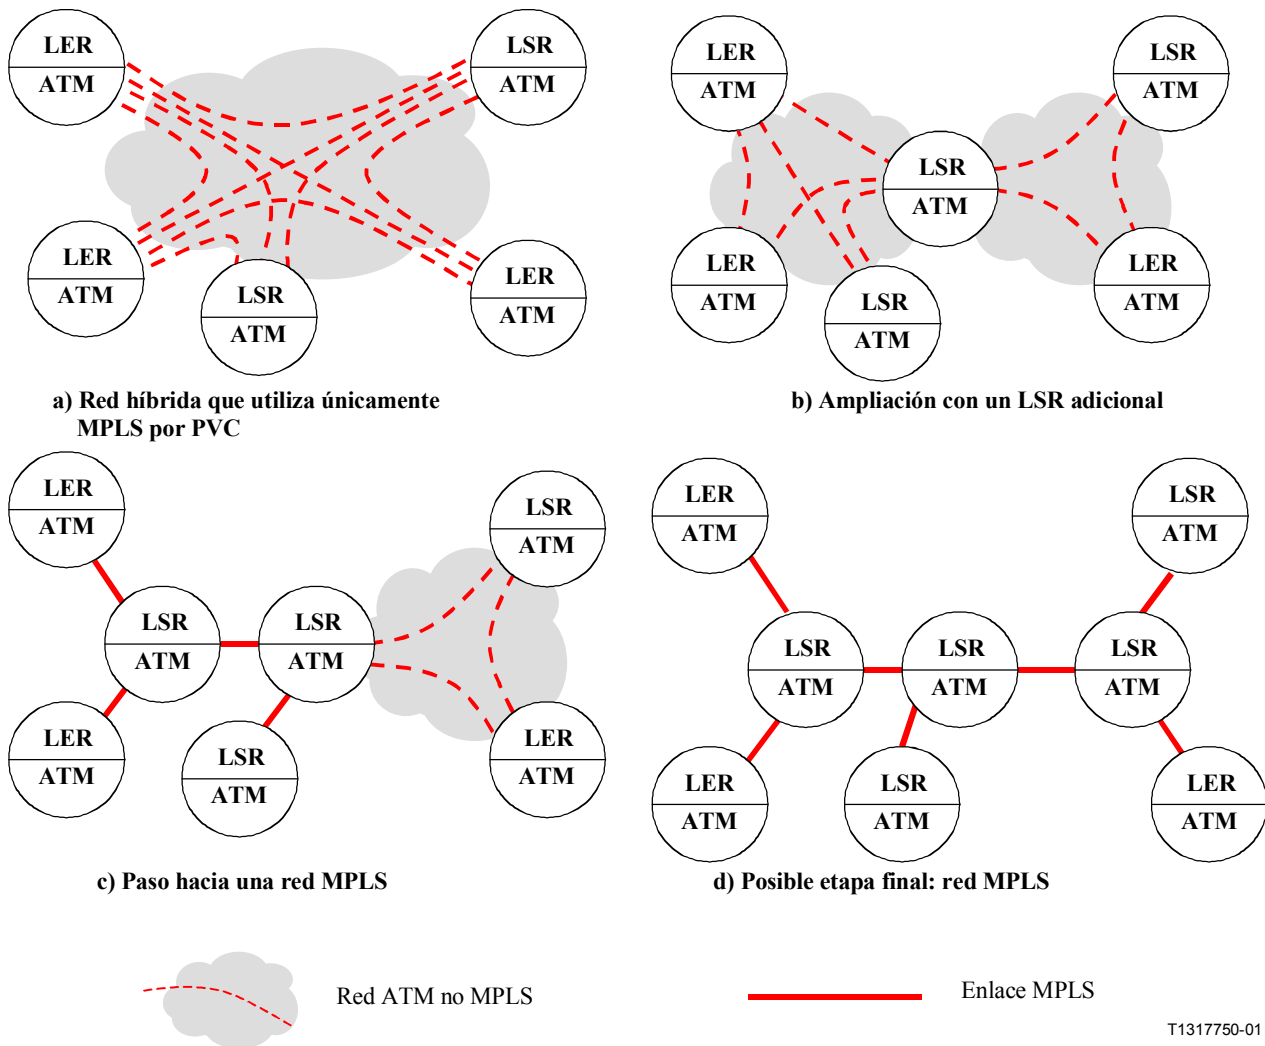 LER
ATM
LSR
ATM
LER
ATM
LSR
ATM
LER
ATM
a) Red híbrida que utiliza únicamente
MPLS por PVC
LER
ATM
LSR
ATM
LSR
ATM
LER
ATM
LSR
ATM
LER
ATM
b) Ampliación con un LSR adicional
LER
ATM
LSR
ATM
LSR
ATM
LSR
ATM
LER
ATM
LSR
ATM
LER
ATM
c) Paso hacia una red MPLS
LER
ATM
LSR
ATM
LSR
ATM
LSR
ATM
LSR
ATM
LER
ATM
LSR
ATM
LER
ATM
d) Posible etapa final: red MPLS
Red ATM no MPLS
Enlace MPLS
T1317750-01